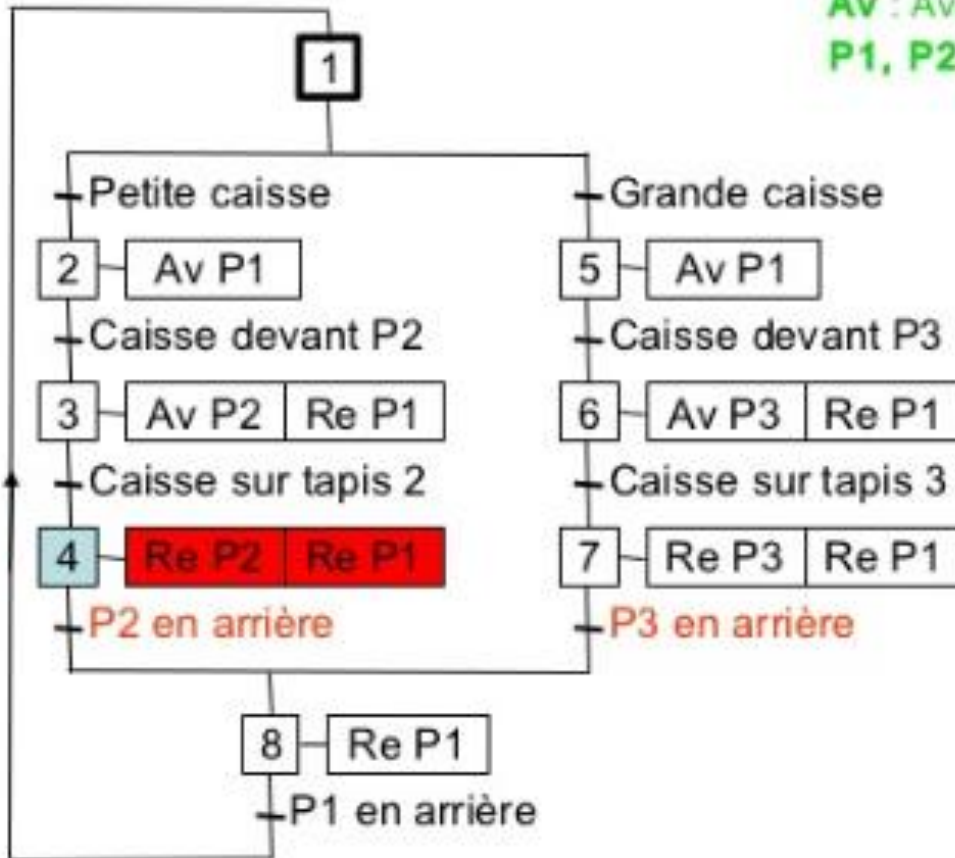 Av : Av
P1, P2
1
Petite caisse
Grande caisse
2 Av P1
5 Av P1
Caisse devant P2
Caisse devant P3
3 Av P2 Re P1
6 Av P3 Re P1
Caisse sur tapis 2
Caisse sur tapis 3
4 Re P2 Re P1
7 Re P3 Re P1
P2 en arrière
P3 en arrière
8 Re P1
P1 en arrière